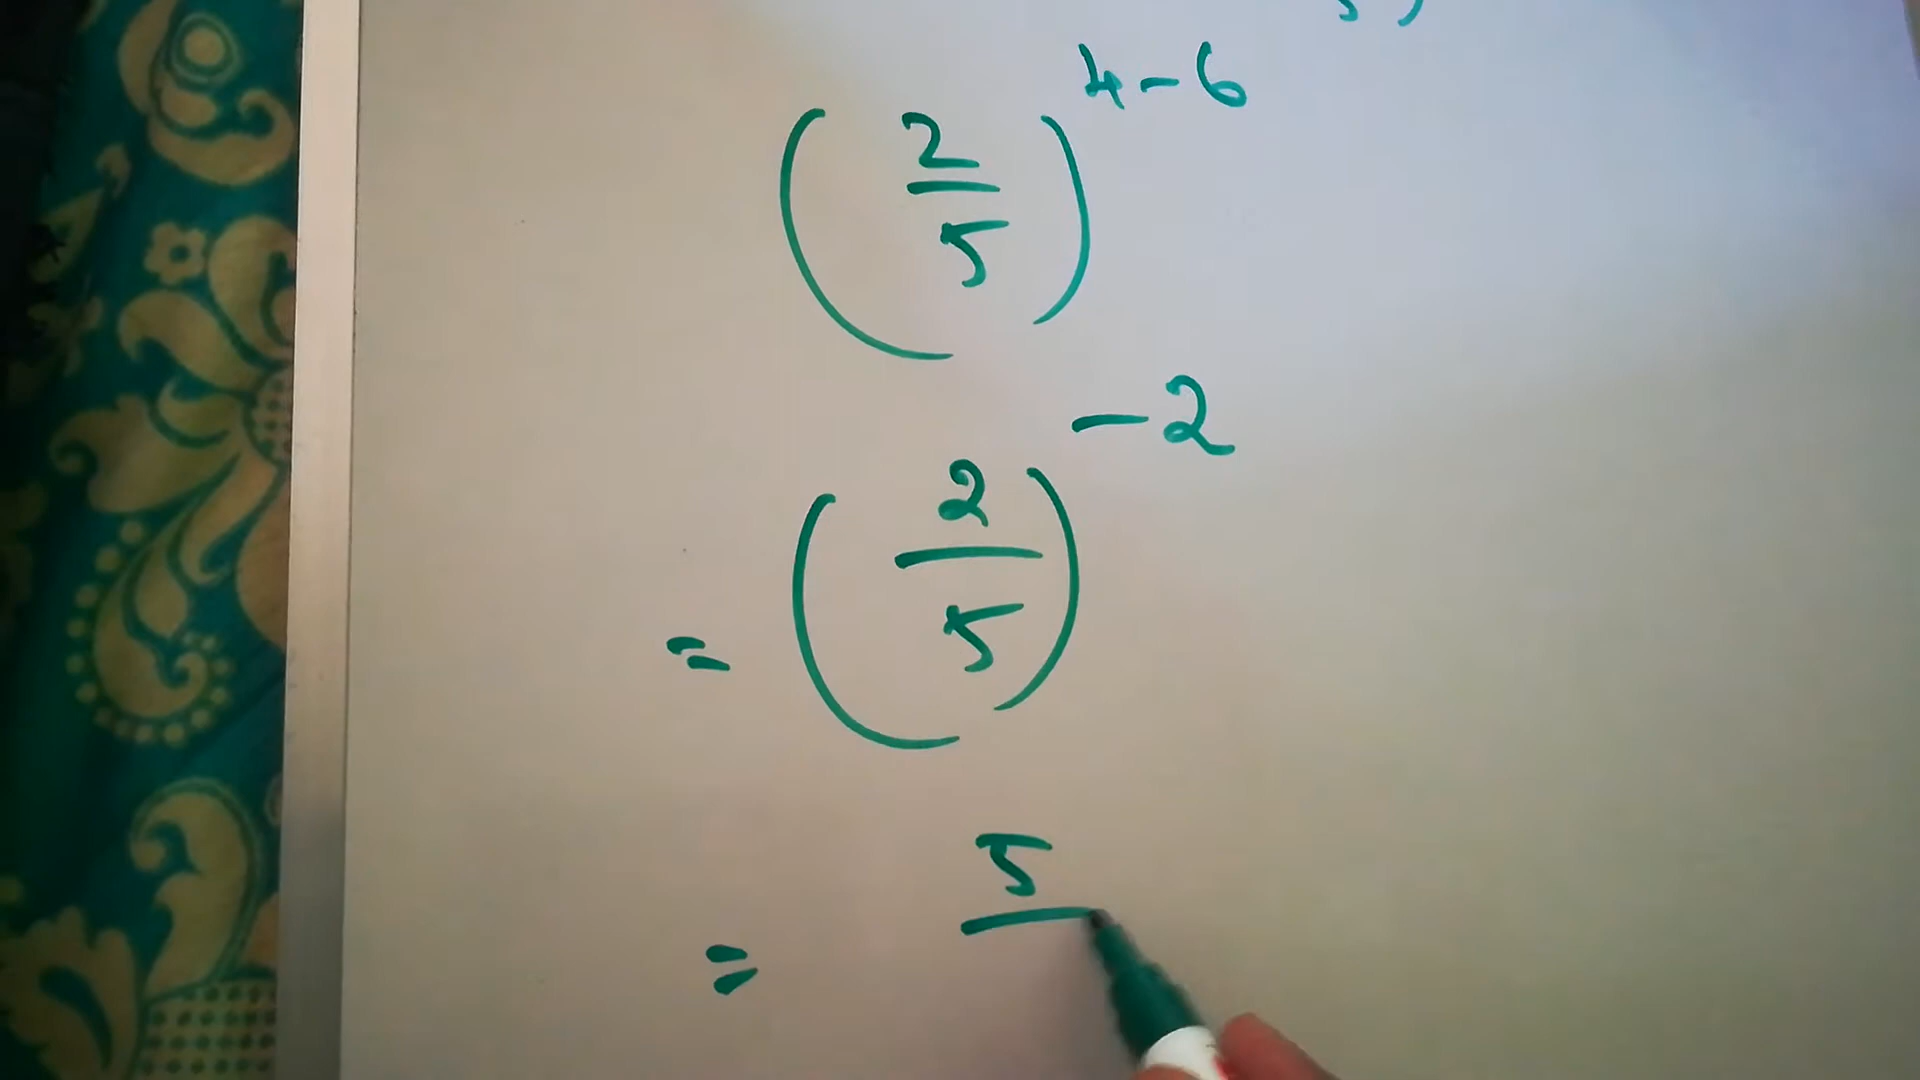 ( 2/5 )^4-6
= ( 2/5 )^-2
= 5/